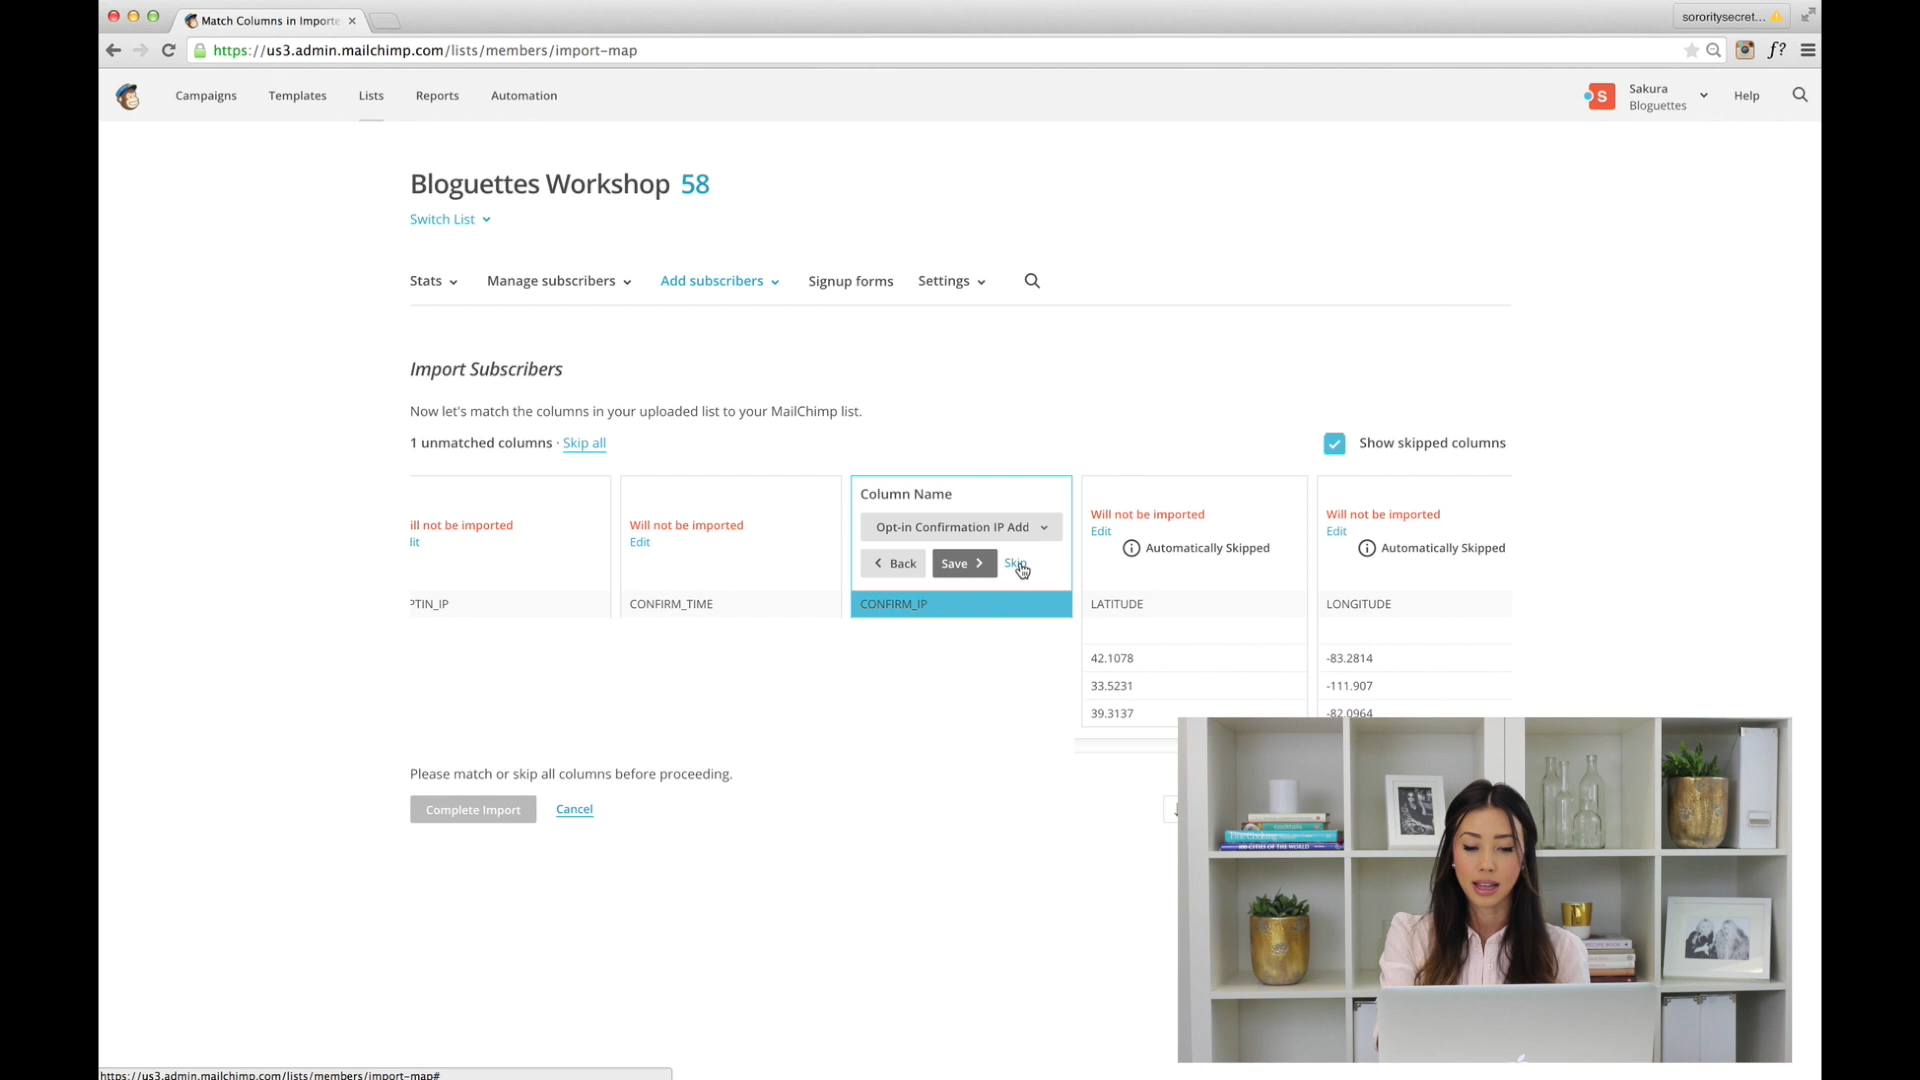 Match Columns in Importe
sororitysecret...
https://us3.admin.mailchimp.com/lists/members/import-map
f?
Campaigns
Templates
Lists
Reports
Automation
S
Sakura
Bloguettes
Help
Bloguettes Workshop 58
Switch List
Stats
Manage subscribers
Add subscribers
Signup forms
Settings
Import Subscribers
Now let's match the columns in your uploaded list to your MailChimp list.
1 unmatched columns · Skip all
Show skipped columns
ill not be imported
lit
PTIN_IP
Will not be imported
Edit
CONFIRM_TIME
Column Name
Opt-in Confirmation IP Add
Back
Save
Skip
CONFIRM_IP
Will not be imported
Edit
Automatically Skipped
LATITUDE
42.1078
33.5231
39.3137
Will not be imported
Edit
Automatically Skipped
LONGITUDE
-83.2814
-111.907
-82.0964
Please match or skip all columns before proceeding.
Complete Import
Cancel
https://us3.admin.mailchimp.com/lists/members/import-map#